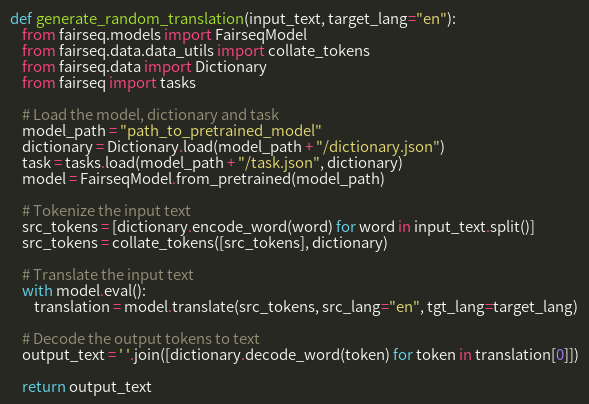 def generate_random_translation(input_text, target_lang="en"):
from fairseq.models import FairseqModel
from fairseq.data.data_utils import collate_tokens
from fairseq.data import Dictionary
from fairseq import tasks
# Load the model, dictionary and task
model_path = "path_to_pretrained_model"
dictionary = Dictionary.load(model_path + "/dictionary.json")
task = tasks.load(model_path + "/task.json", dictionary)
model = FairseqModel.from_pretrained(model_path)
# Tokenize the input text
src_tokens = [dictionary.encode_word(word) for word in input_text.split()]
src_tokens = collate_tokens([src_tokens], dictionary)
# Translate the input text
with model.eval():
translation = model.translate(src_tokens, src_lang="en", tgt_lang=target_lang)
# Decode the output tokens to text
output_text = ' '.join([dictionary.decode_word(token) for token in translation[0]])
return output_text